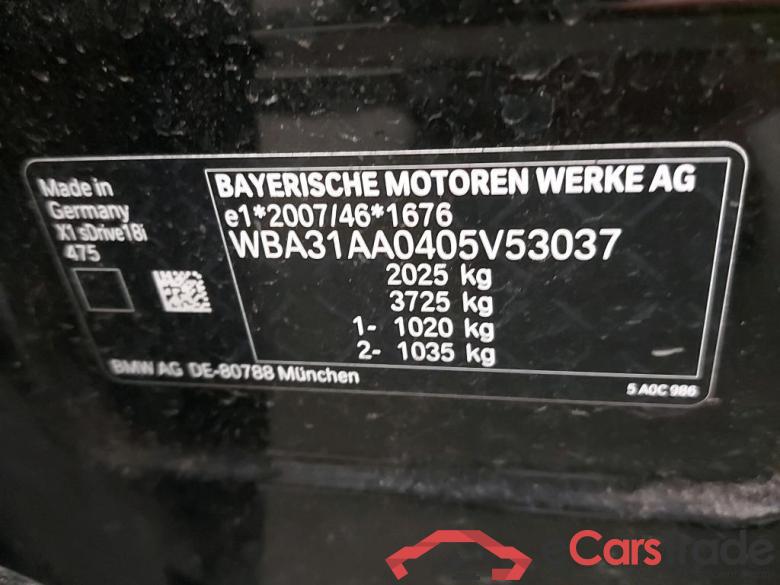 Made in
Germany
X1 sDrive18i
475
BAYERISCHE MOTOREN WERKE AG
e1*2007/46*1676
WBA31AA0405V53037
2025 kg
3725 kg
1- 1020 kg
2- 1035 kg
BMW AG DE-80788 München
5 A0C 986
eCarstrade